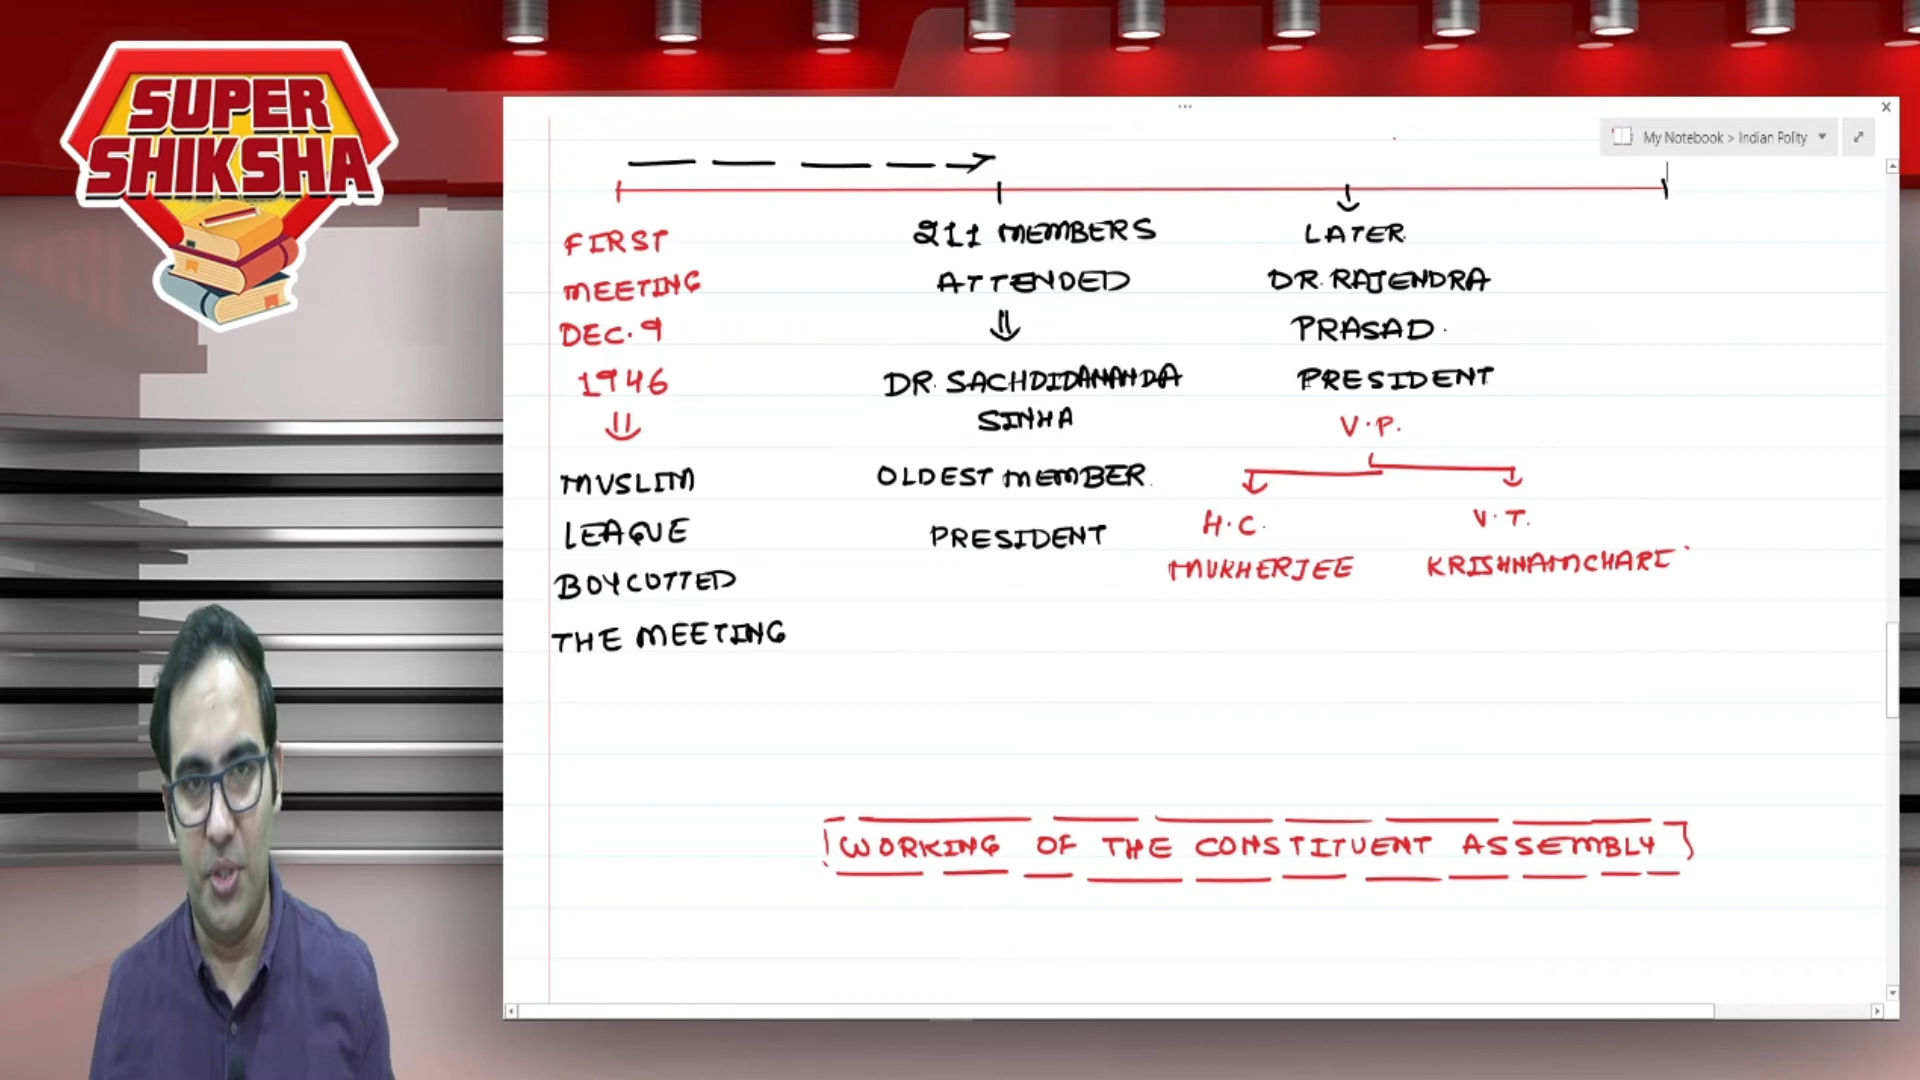 SUPER
SHIKSHA
My Notebook > Indian Polity
FIRST
MEETING
DEC. 9
1946
MUSLIM
LEAGUE
BOYCOTTED
THE MEETING
211 MEMBERS
ATTENDED
DR. SACHDIDANANDA
SINHA
OLDEST MEMBER.
PRESIDENT
LATER
DR. RAJENDRA
PRASAD.
PRESIDENT
V.P.
H.C.
MUKHERJEE
V.T.
KRISHNAMCHARI
WORKING OF THE CONSTITUENT ASSEMBLY